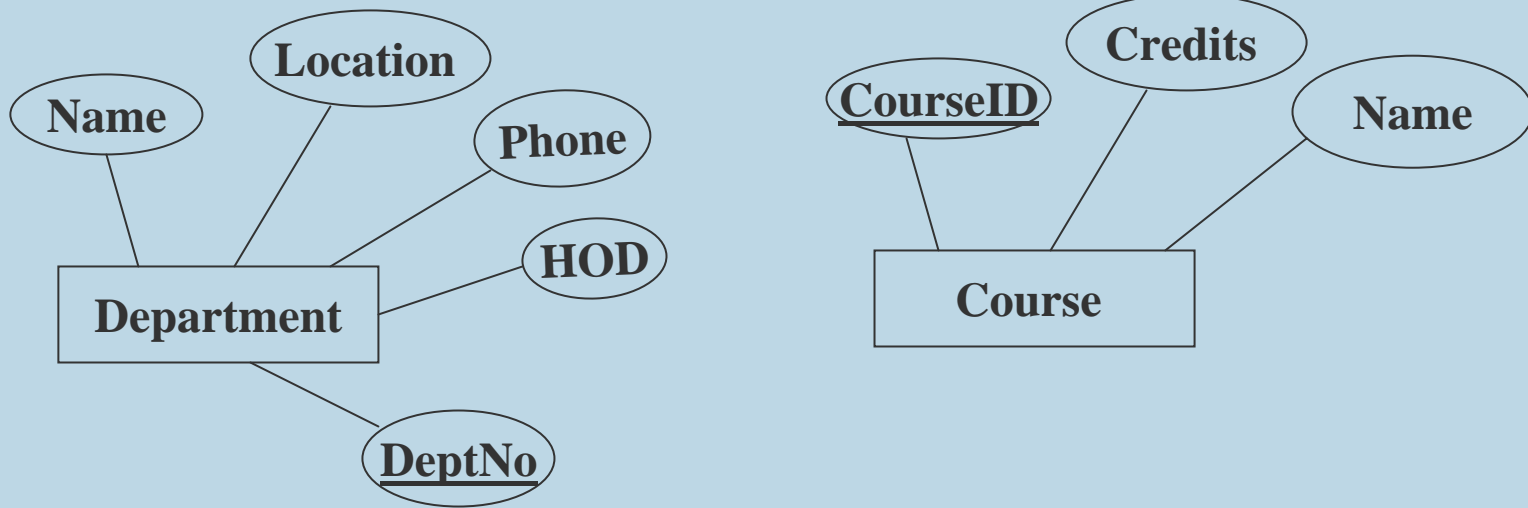 Location
Name
Phone
HOD
Department
DeptNo
Credits
CourseID
Name
Course